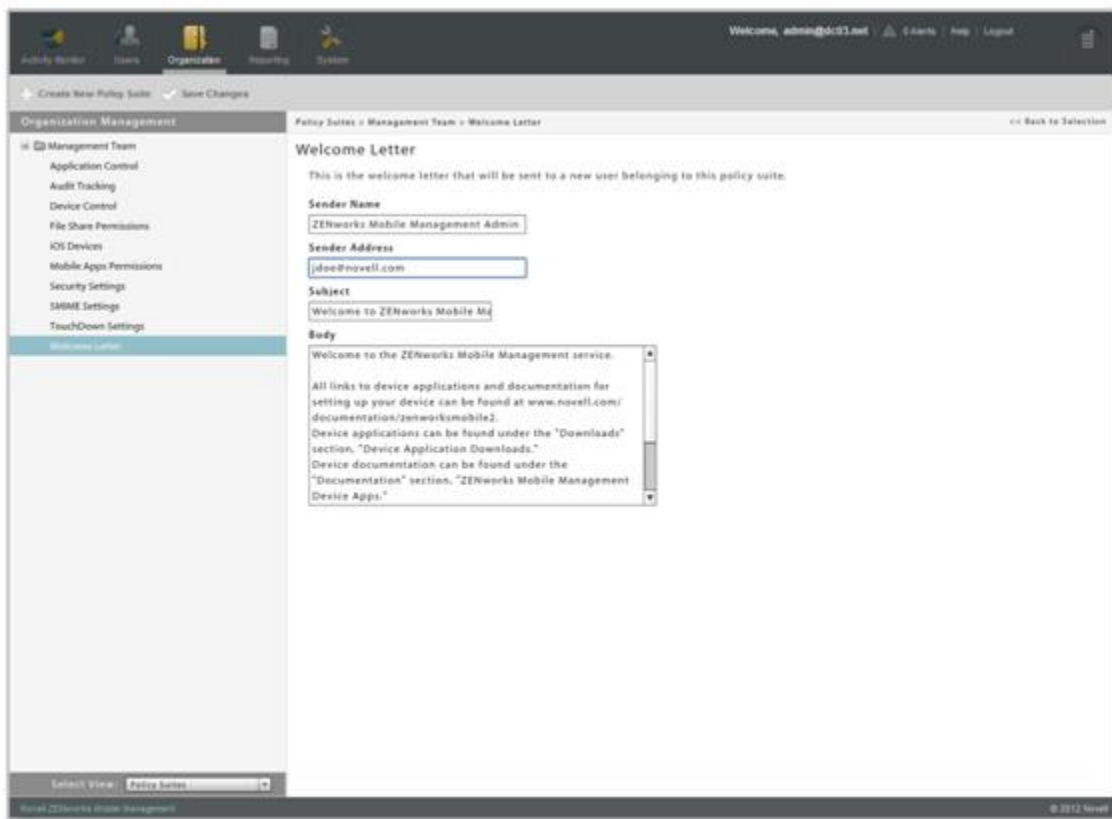 Welcome, admin@dc03.net | 0 Alerts | Help | Logout
Activity Monitor
Users
Organization
Reporting
System
Create New Policy Suite
Save Changes
Organization Management
Management Team
Application Control
Audit Tracking
Device Control
File Share Permissions
iOS Devices
Mobile Apps Permissions
Security Settings
SMIME Settings
TouchDown Settings
Welcome Letter
Policy Suites > Management Team > Welcome Letter
<< Back to Selection
Welcome Letter
This is the welcome letter that will be sent to a new user belonging to this policy suite.
Sender Name
ZENworks Mobile Management Admin
Sender Address
jdoe@novell.com
Subject
Welcome to ZENworks Mobile Ma
Body
Welcome to the ZENworks Mobile Management service.
All links to device applications and documentation for
setting up your device can be found at www.novell.com/
documentation/zenworksmobile2.
Device applications can be found under the "Downloads"
section, "Device Application Downloads."
Device documentation can be found under the
"Documentation" section, "ZENworks Mobile Management
Device Apps."
Select View: Policy Suites
Novell ZENworks Mobile Management
© 2012 Novell